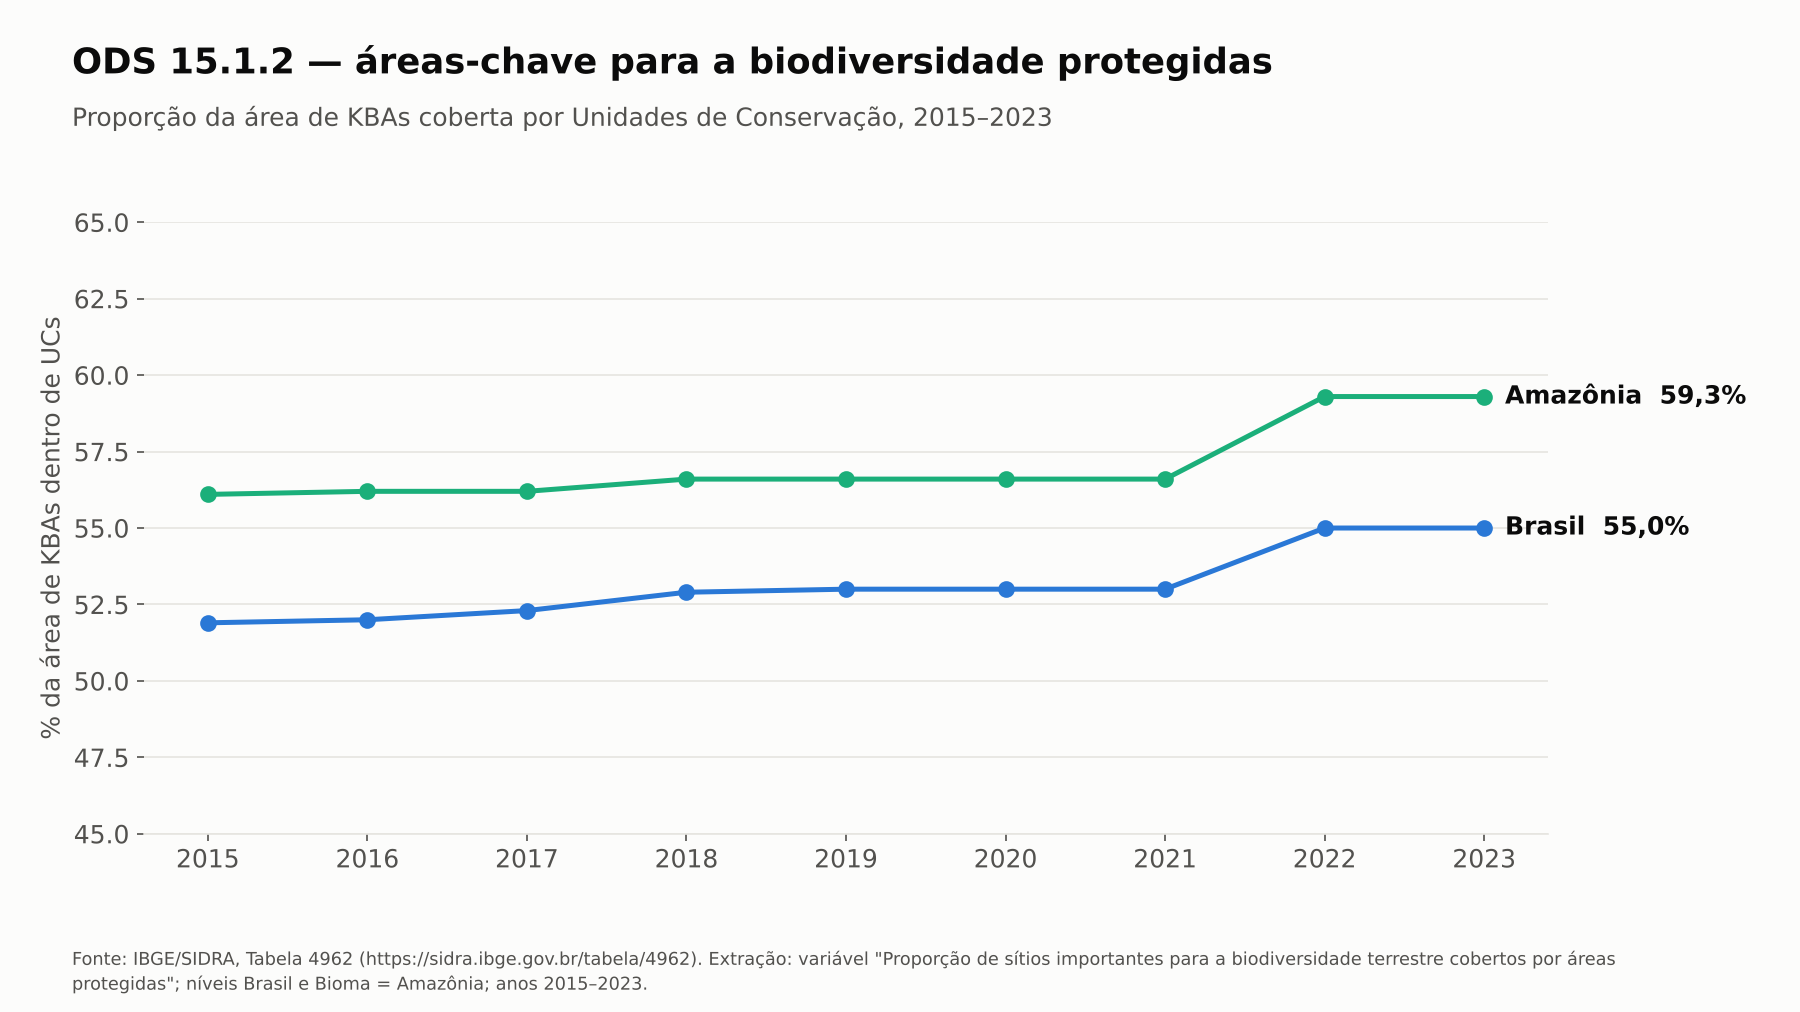 ODS 15.1.2 — áreas-chave para a biodiversidade protegidas
Proporção da área de KBAs coberta por Unidades de Conservação, 2015–2023
% da área de KBAs dentro de UCs
65.0
62.5
60.0
57.5
55.0
52.5
50.0
47.5
45.0
Amazônia 59,3%
Brasil 55,0%
2015 2016 2017 2018 2019 2020 2021 2022 2023
Fonte: IBGE/SIDRA, Tabela 4962 (https://sidra.ibge.gov.br/tabela/4962). Extração: variável "Proporção de sítios importantes para a biodiversidade terrestre cobertos por áreas
protegidas"; níveis Brasil e Bioma = Amazônia; anos 2015–2023.